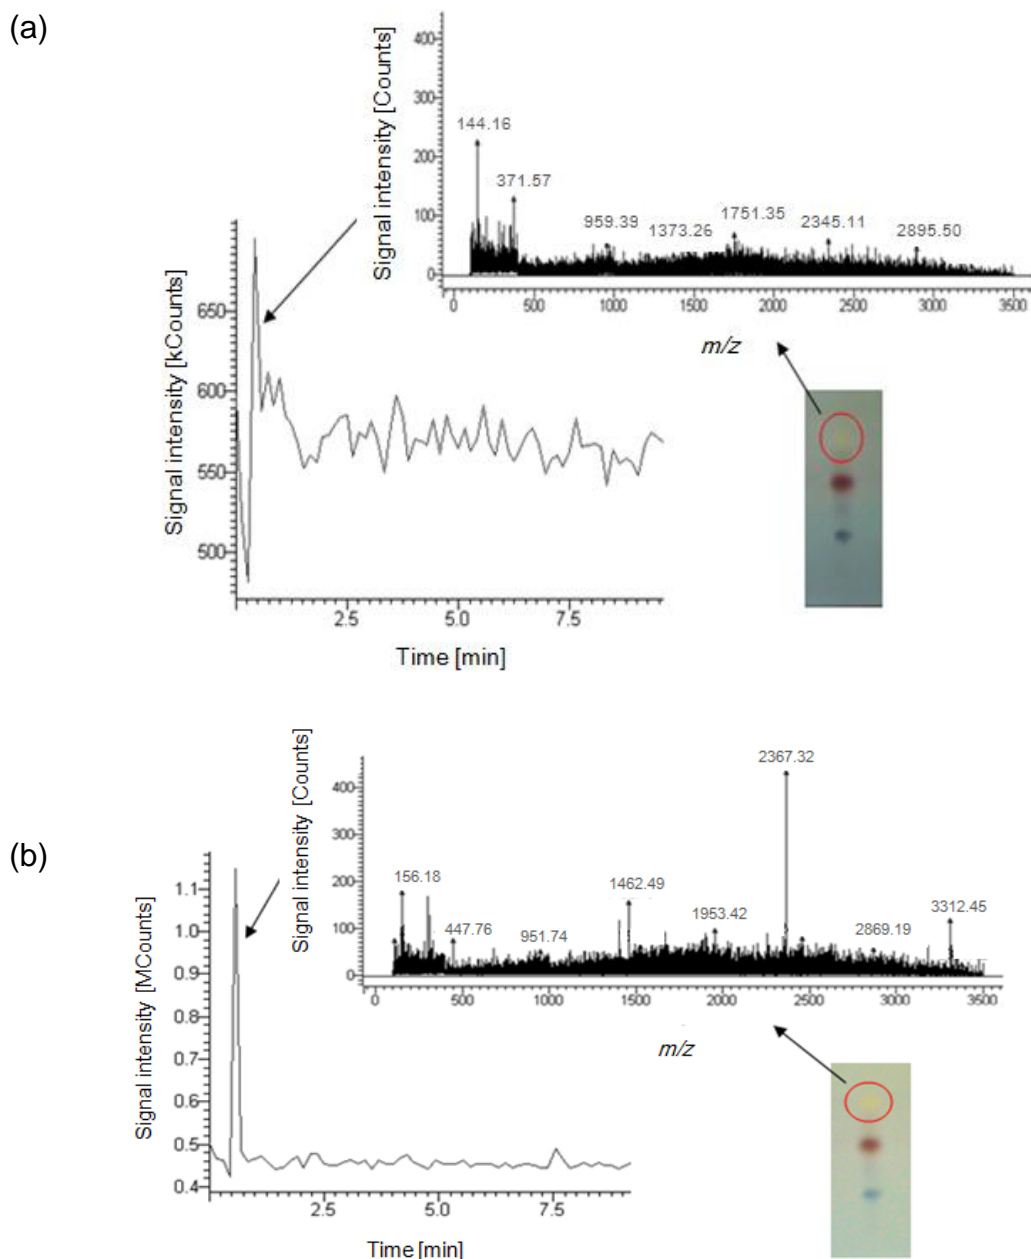 (a)
Signal intensity [Counts]
400
300
200
100
0
144.16
371.57
959.39
1373.26
1751.35
2345.11
2895.50
0 500 1000 1500 2000 2500 3000 3500
m/z
Signal intensity [kCounts]
650
600
550
500
2.5 5.0 7.5
Time [min]
(b)
Signal intensity [Counts]
400
300
200
100
0
156.18
447.76
951.74
1462.49
1953.42
2367.32
2869.19
3312.45
0 500 1000 1500 2000 2500 3000 3500
m/z
Signal intensity [MCounts]
1.1
1.0
0.9
0.8
0.7
0.6
0.5
0.4
2.5 5.0 7.5
Time [min]